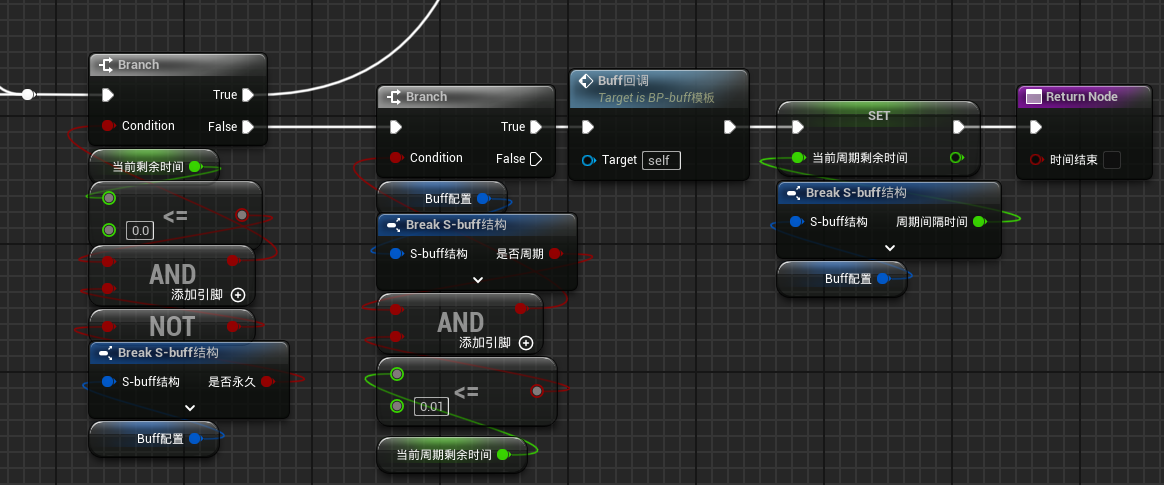 Branch
True
Condition
False
当前剩余时间
<=
0.0
AND
添加引脚
NOT
Break S-buff结构
S-buff结构
是否永久
Buff配置
Branch
True
Condition
False
Buff配置
Break S-buff结构
S-buff结构
是否周期
AND
添加引脚
<=
0.01
当前周期剩余时间
Buff回调
Target is BP-buff模板
Target
self
SET
当前周期剩余时间
Break S-buff结构
S-buff结构
周期间隔时间
Buff配置
Return Node
时间结束